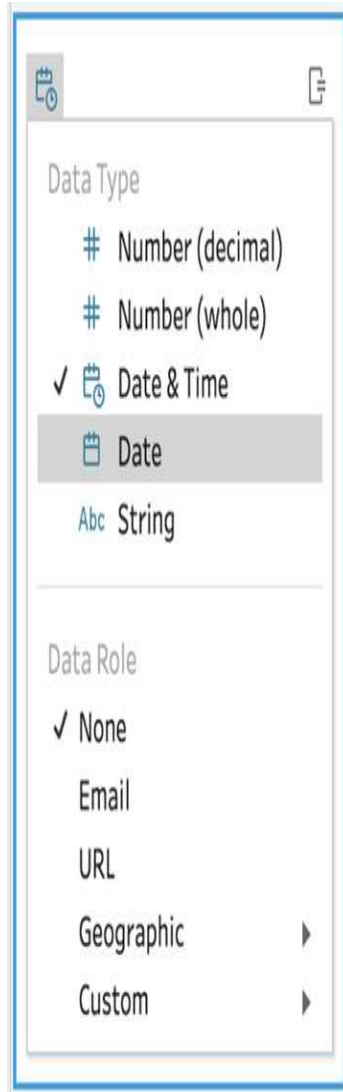 Data Type
# Number (decimal)
# Number (whole)
Date & Time
Date
Abc String
Data Role
None
Email
URL
Geographic
Custom